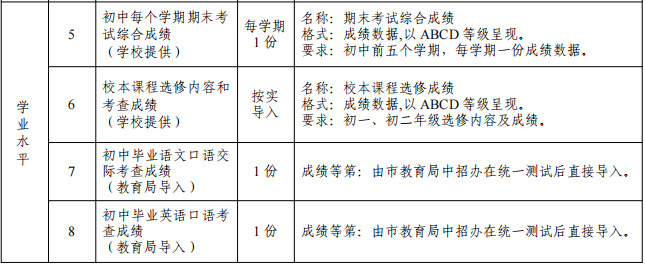 学
业
水
平
5
初中每个学期期末考
试综合成绩
（学校提供）
每学期
1 份
名称：期末考试综合成绩
格式：成绩数据,以 ABCD 等级呈现。
要求：初中前五个学期，每学期一份成绩数据。
6
校本课程选修内容和
考查成绩
（学校提供）
按实
导入
名称：校本课程选修成绩
格式：成绩数据,以 ABCD 等级呈现。
要求：初一、初二年级选修内容及成绩。
7
初中毕业语文口语交
际考查成绩
（教育局导入）
1 份
成绩等第：由市教育局中招办在统一测试后直接导入。
8
初中毕业英语口语考
查成绩
（教育局导入）
1 份
成绩等第：由市教育局中招办在统一测试后直接导入。